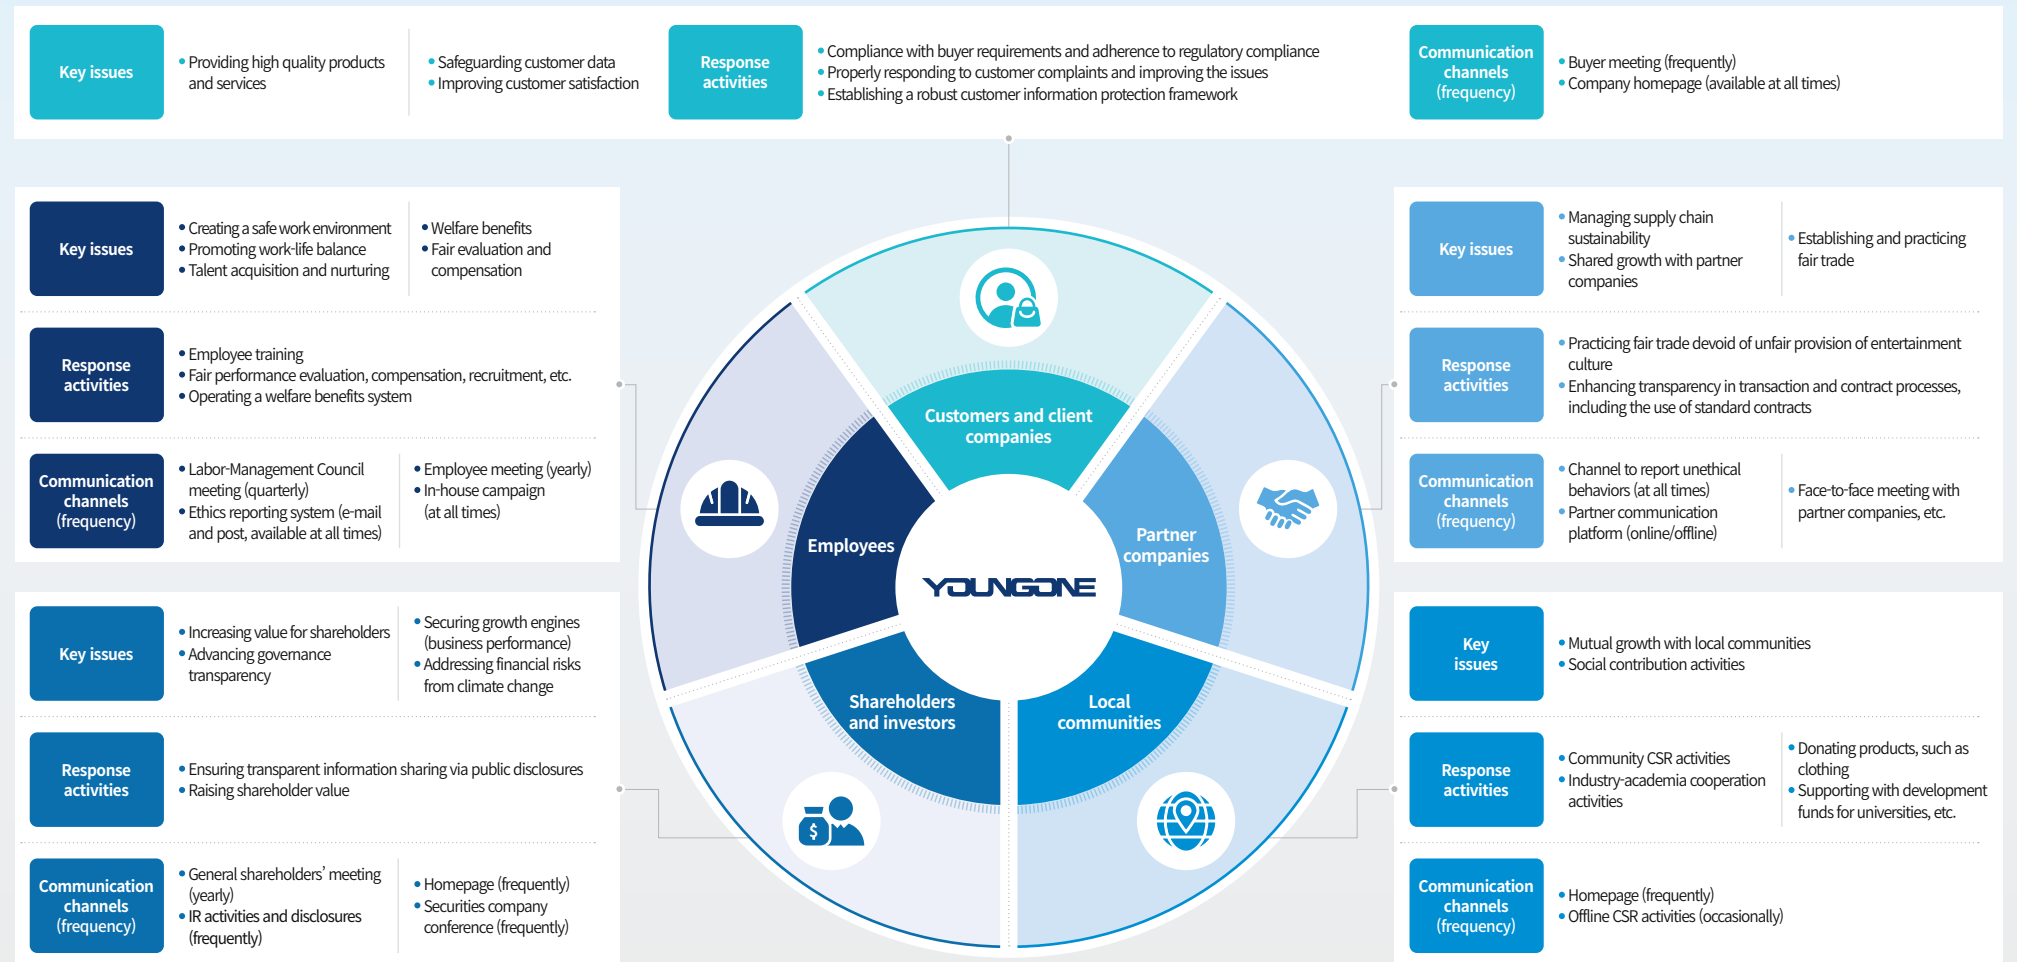 Key issues
• Providing high quality products
and services
• Safeguarding customer data
• Improving customer satisfaction
Response
activities
• Compliance with buyer requirements and adherence to regulatory compliance
• Properly responding to customer complaints and improving the issues
• Establishing a robust customer information protection framework
Communication
channels
(frequency)
• Buyer meeting (frequently)
• Company homepage (available at all times)
Key issues
• Creating a safe work environment
• Promoting work-life balance
• Talent acquisition and nurturing
• Welfare benefits
• Fair evaluation and
compensation
Response
activities
• Employee training
• Fair performance evaluation, compensation, recruitment, etc.
• Operating a welfare benefits system
Communication
channels
(frequency)
• Labor-Management Council
meeting (quarterly)
• Ethics reporting system (e-mail
and post, available at all times)
• Employee meeting (yearly)
• In-house campaign
(at all times)
Key issues
• Increasing value for shareholders
• Advancing governance
transparency
• Securing growth engines
(business performance)
• Addressing financial risks
from climate change
Response
activities
• Ensuring transparent information sharing via public disclosures
• Raising shareholder value
Communication
channels
(frequency)
• General shareholders' meeting
(yearly)
• IR activities and disclosures
(frequently)
• Homepage (frequently)
• Securities company
conference (frequently)
Customers and client
companies
Employees
Partner
companies
YOUNGONE
Shareholders
and investors
Local
communities
$
Key issues
• Managing supply chain
sustainability
• Shared growth with partner
companies
• Establishing and practicing
fair trade
Response
activities
• Practicing fair trade devoid of unfair provision of entertainment
culture
• Enhancing transparency in transaction and contract processes,
including the use of standard contracts
Communication
channels
(frequency)
• Channel to report unethical
behaviors (at all times)
• Partner communication
platform (online/offline)
• Face-to-face meeting with
partner companies, etc.
Key
issues
• Mutual growth with local communities
• Social contribution activities
Response
activities
• Community CSR activities
• Industry-academia cooperation
activities
• Donating products, such as
clothing
• Supporting with development
funds for universities, etc.
Communication
channels
(frequency)
• Homepage (frequently)
• Offline CSR activities (occasionally)